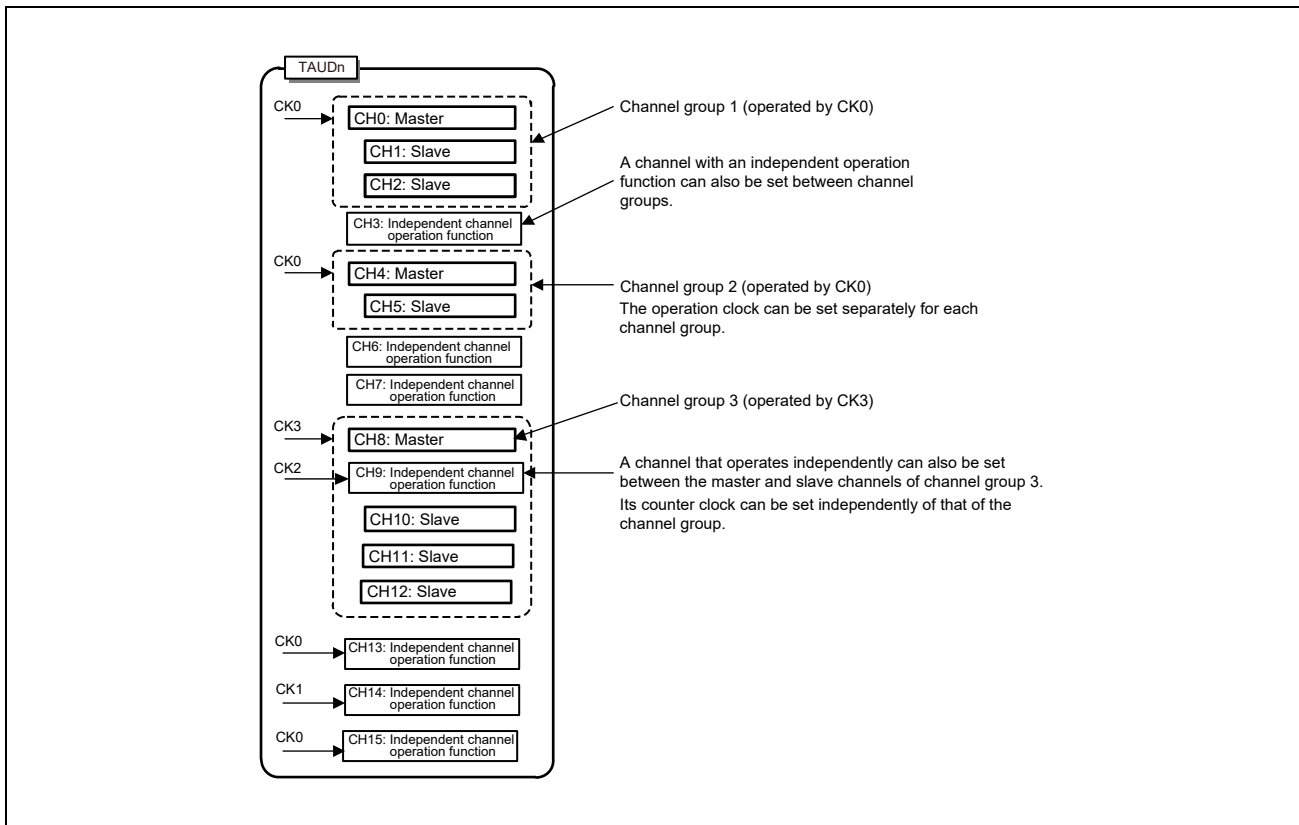 TAUDn
CK0
CH0: Master
CH1: Slave
CH2: Slave
CH3: Independent channel
operation function
CK0
CH4: Master
CH5: Slave
CH6: Independent channel
operation function
CH7: Independent channel
operation function
CK3
CH8: Master
CK2
CH9: Independent channel
operation function
CH10: Slave
CH11: Slave
CH12: Slave
CK0
CH13: Independent channel
operation function
CK1
CH14: Independent channel
operation function
CK0
CH15: Independent channel
operation function
Channel group 1 (operated by CK0)
A channel with an independent operation
function can also be set between channel
groups.
Channel group 2 (operated by CK0)
The operation clock can be set separately for each
channel group.
Channel group 3 (operated by CK3)
A channel that operates independently can also be set
between the master and slave channels of channel group 3.
Its counter clock can be set independently of that of the
channel group.